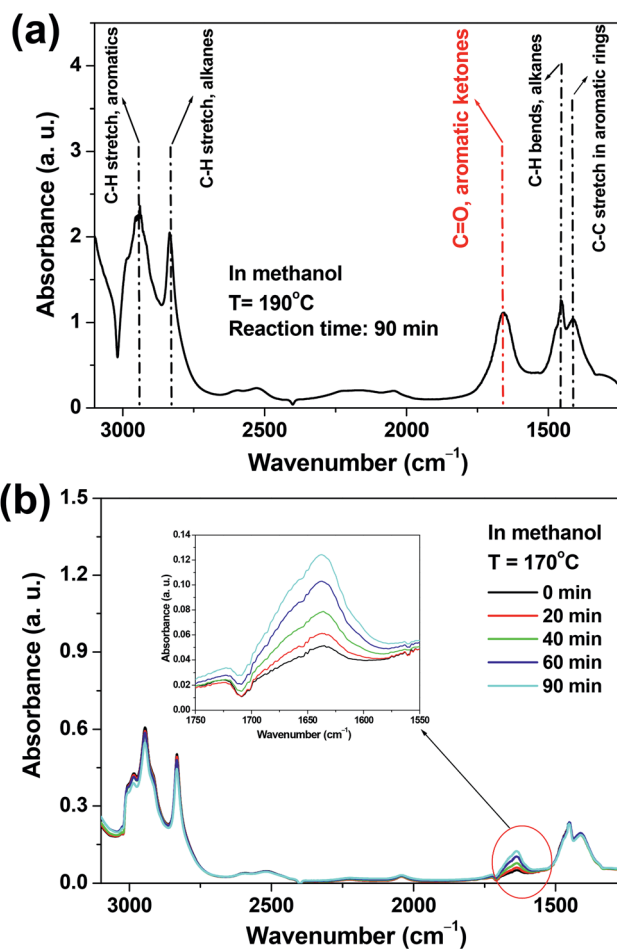 (a)
C-H stretch, aromatics
C-H stretch, alkanes
C=O, aromatic ketones
C-H bends, alkanes
C-C stretch in aromatic rings
Absorbance (a. u.)
4
3
2
1
0
In methanol
T= 190°C
Reaction time: 90 min
3000 2500 2000 1500
Wavenumber (cm⁻¹)
(b)
Absorbance (a. u.)
1.5
1.2
0.9
0.6
0.3
0.0
Absorbance (a. u.)
0.14
0.12
0.10
0.08
0.06
0.04
0.02
0.00
1750 1700 1650 1600 1550
Wavenumber (cm⁻¹)
In methanol
T = 170°C
0 min
20 min
40 min
60 min
90 min
3000 2500 2000 1500
Wavenumber (cm⁻¹)